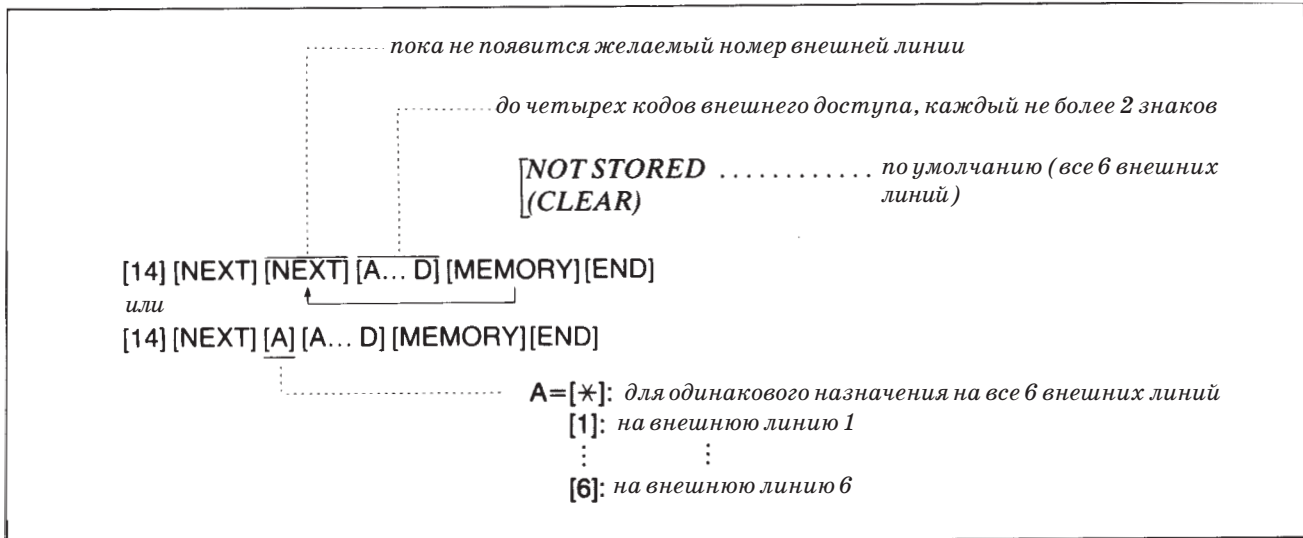 пока не появится желаемый номер внешней линии
до четырех кодов внешнего доступа, каждый не более 2 знаков
NOT STORED ............ по умолчанию (все 6 внешних
(CLEAR) линий)
[14] [NEXT] [NEXT] [A... D] [MEMORY] [END]
или
[14] [NEXT] [A] [A... D] [MEMORY] [END]
A=[*]: для одинакового назначения на все 6 внешних линий
[1]: на внешнюю линию 1
⋮ ⋮
[6]: на внешнюю линию 6